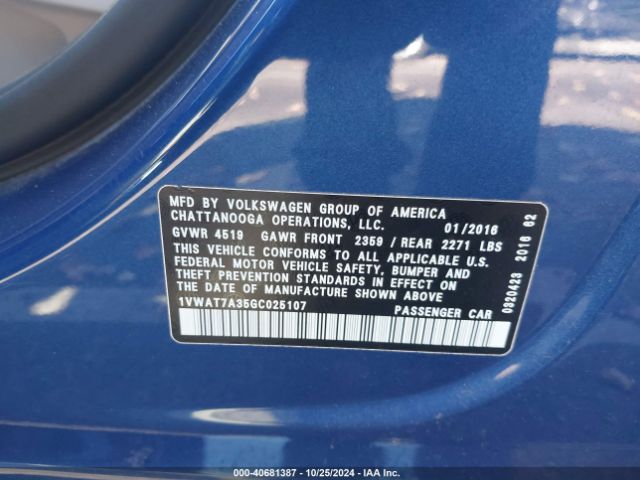 MFD BY VOLKSWAGEN GROUP OF AMERICA
CHATTANOOGA OPERATIONS, LLC. 01/2016
GVWR 4519 GAWR FRONT 2359 / REAR 2271 LBS
THIS VEHICLE CONFORMS TO ALL APPLICABLE U.S.
FEDERAL MOTOR VEHICLE SAFETY, BUMPER AND
THEFT PREVENTION STANDARDS IN EFFECT ON
THE DATE OF MANUFACTURE SHOWN ABOVE
1VWAT7A35GC025107 PASSENGER CAR
0320423 2016 62
000-40681387 - 10/25/2024 - IAA Inc.